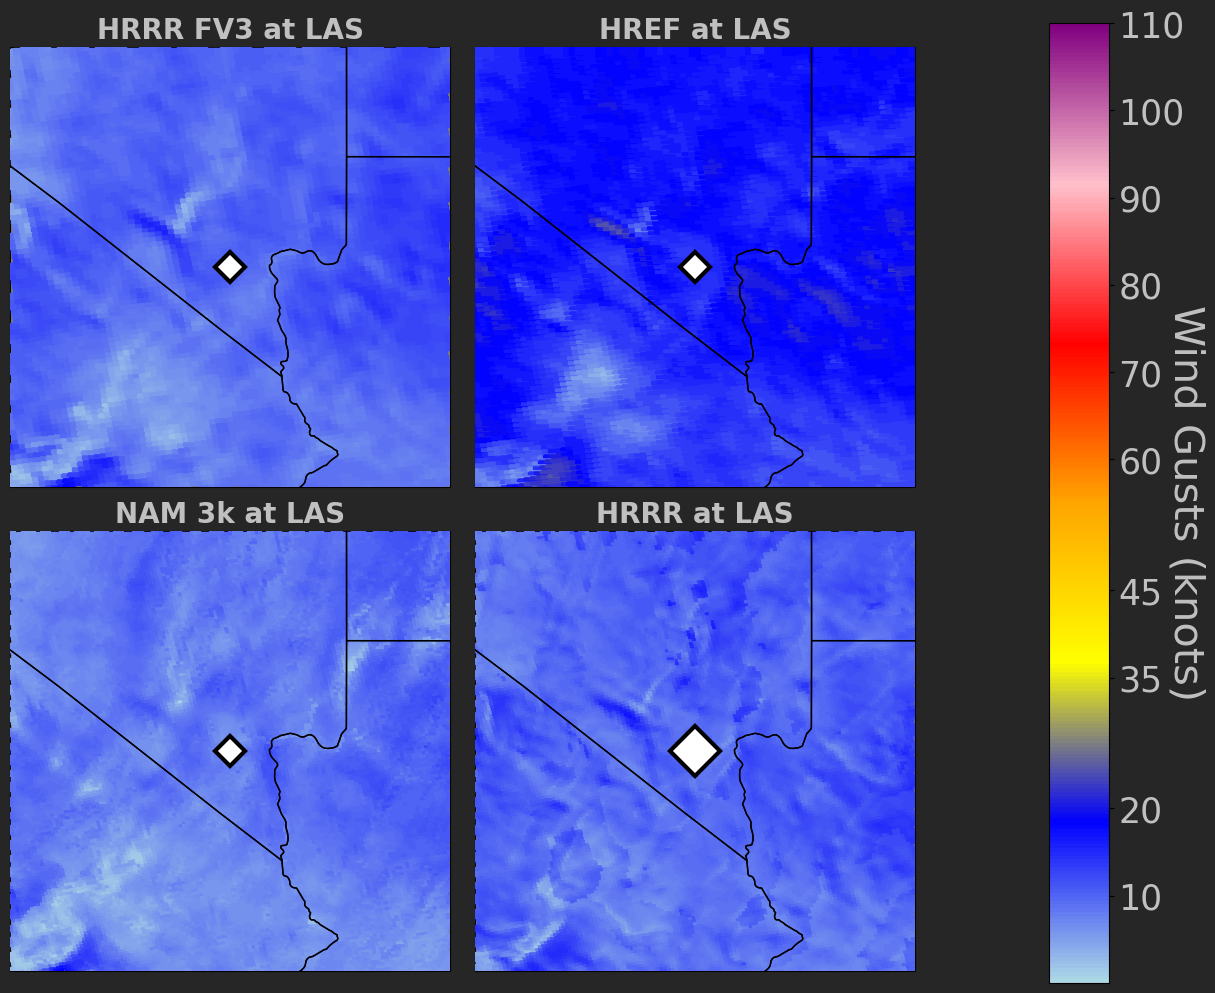 HRRR FV3 at LAS
HREF at LAS
NAM 3k at LAS
HRRR at LAS
110
100
90
80
70
60
45
35
20
10
Wind Gusts (knots)